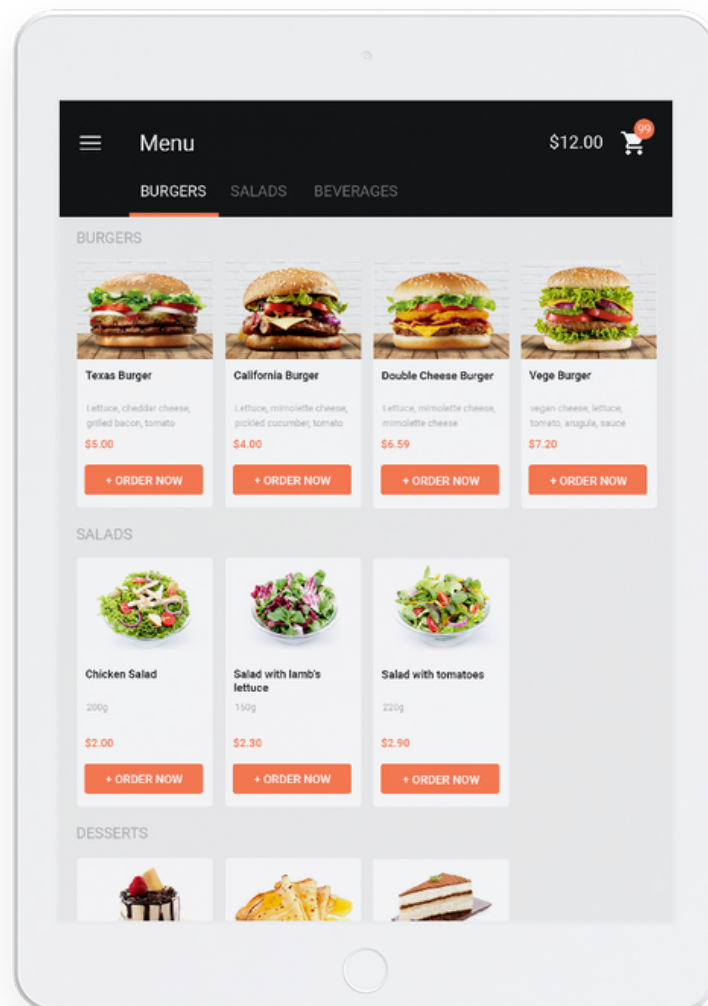 Menu
$12.00
99
BURGERS SALADS BEVERAGES
BURGERS
Texas Burger
Lettuce, cheddar cheese,
grilled bacon, tomato
$5.00
+ ORDER NOW
California Burger
Lettuce, mimolette cheese,
pickled cucumber, tomato
$4.00
+ ORDER NOW
Double Cheese Burger
Lettuce, mimolette cheese,
mimolette cheese
$6.59
+ ORDER NOW
Vege Burger
vegan cheese, lettuce,
tomato, arugula, sauce
$7.20
+ ORDER NOW
SALADS
Chicken Salad
200g
$2.00
+ ORDER NOW
Salad with lamb's
lettuce
150g
$2.30
+ ORDER NOW
Salad with tomatoes
220g
$2.90
+ ORDER NOW
DESSERTS